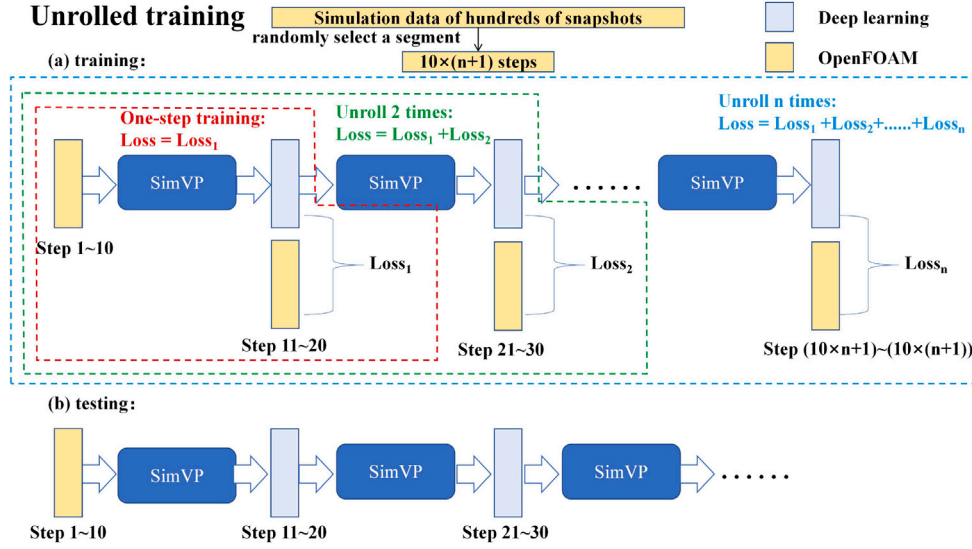 Unrolled training
Simulation data of hundreds of snapshots
randomly select a segment
10×(n+1) steps
Deep learning
OpenFOAM
(a) training:
One-step training:
Loss = Loss₁
Unroll 2 times:
Loss = Loss₁ +Loss₂
Unroll n times:
Loss = Loss₁ +Loss₂+......+Lossₙ
SimVP
SimVP
......
SimVP
Step 1~10
Loss₁
Loss₂
Lossₙ
Step 11~20
Step 21~30
Step (10×n+1)~(10×(n+1))
(b) testing:
SimVP
SimVP
SimVP
......
Step 1~10
Step 11~20
Step 21~30